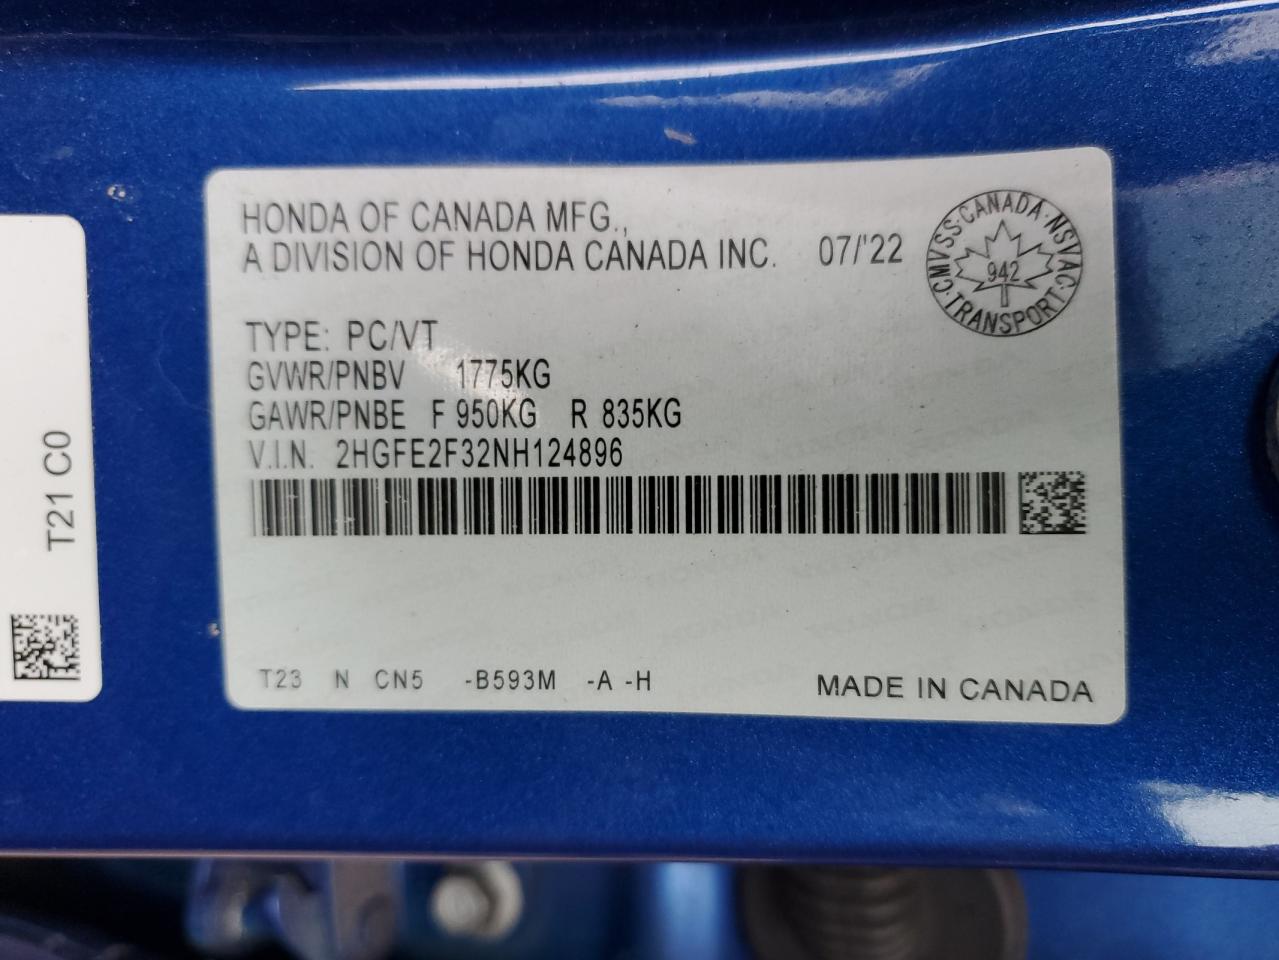 HONDA OF CANADA MFG.,
A DIVISION OF HONDA CANADA INC. 07/'22
CMVSS·CANADA·NSVAC·TRANSPORT·
942
TYPE: PC/VT
GVWR/PNBV 1775KG
GAWR/PNBE F 950KG R 835KG
V.I.N. 2HGFE2F32NH124896
T23 N CN5 -B593M -A -H
MADE IN CANADA
T21 C0